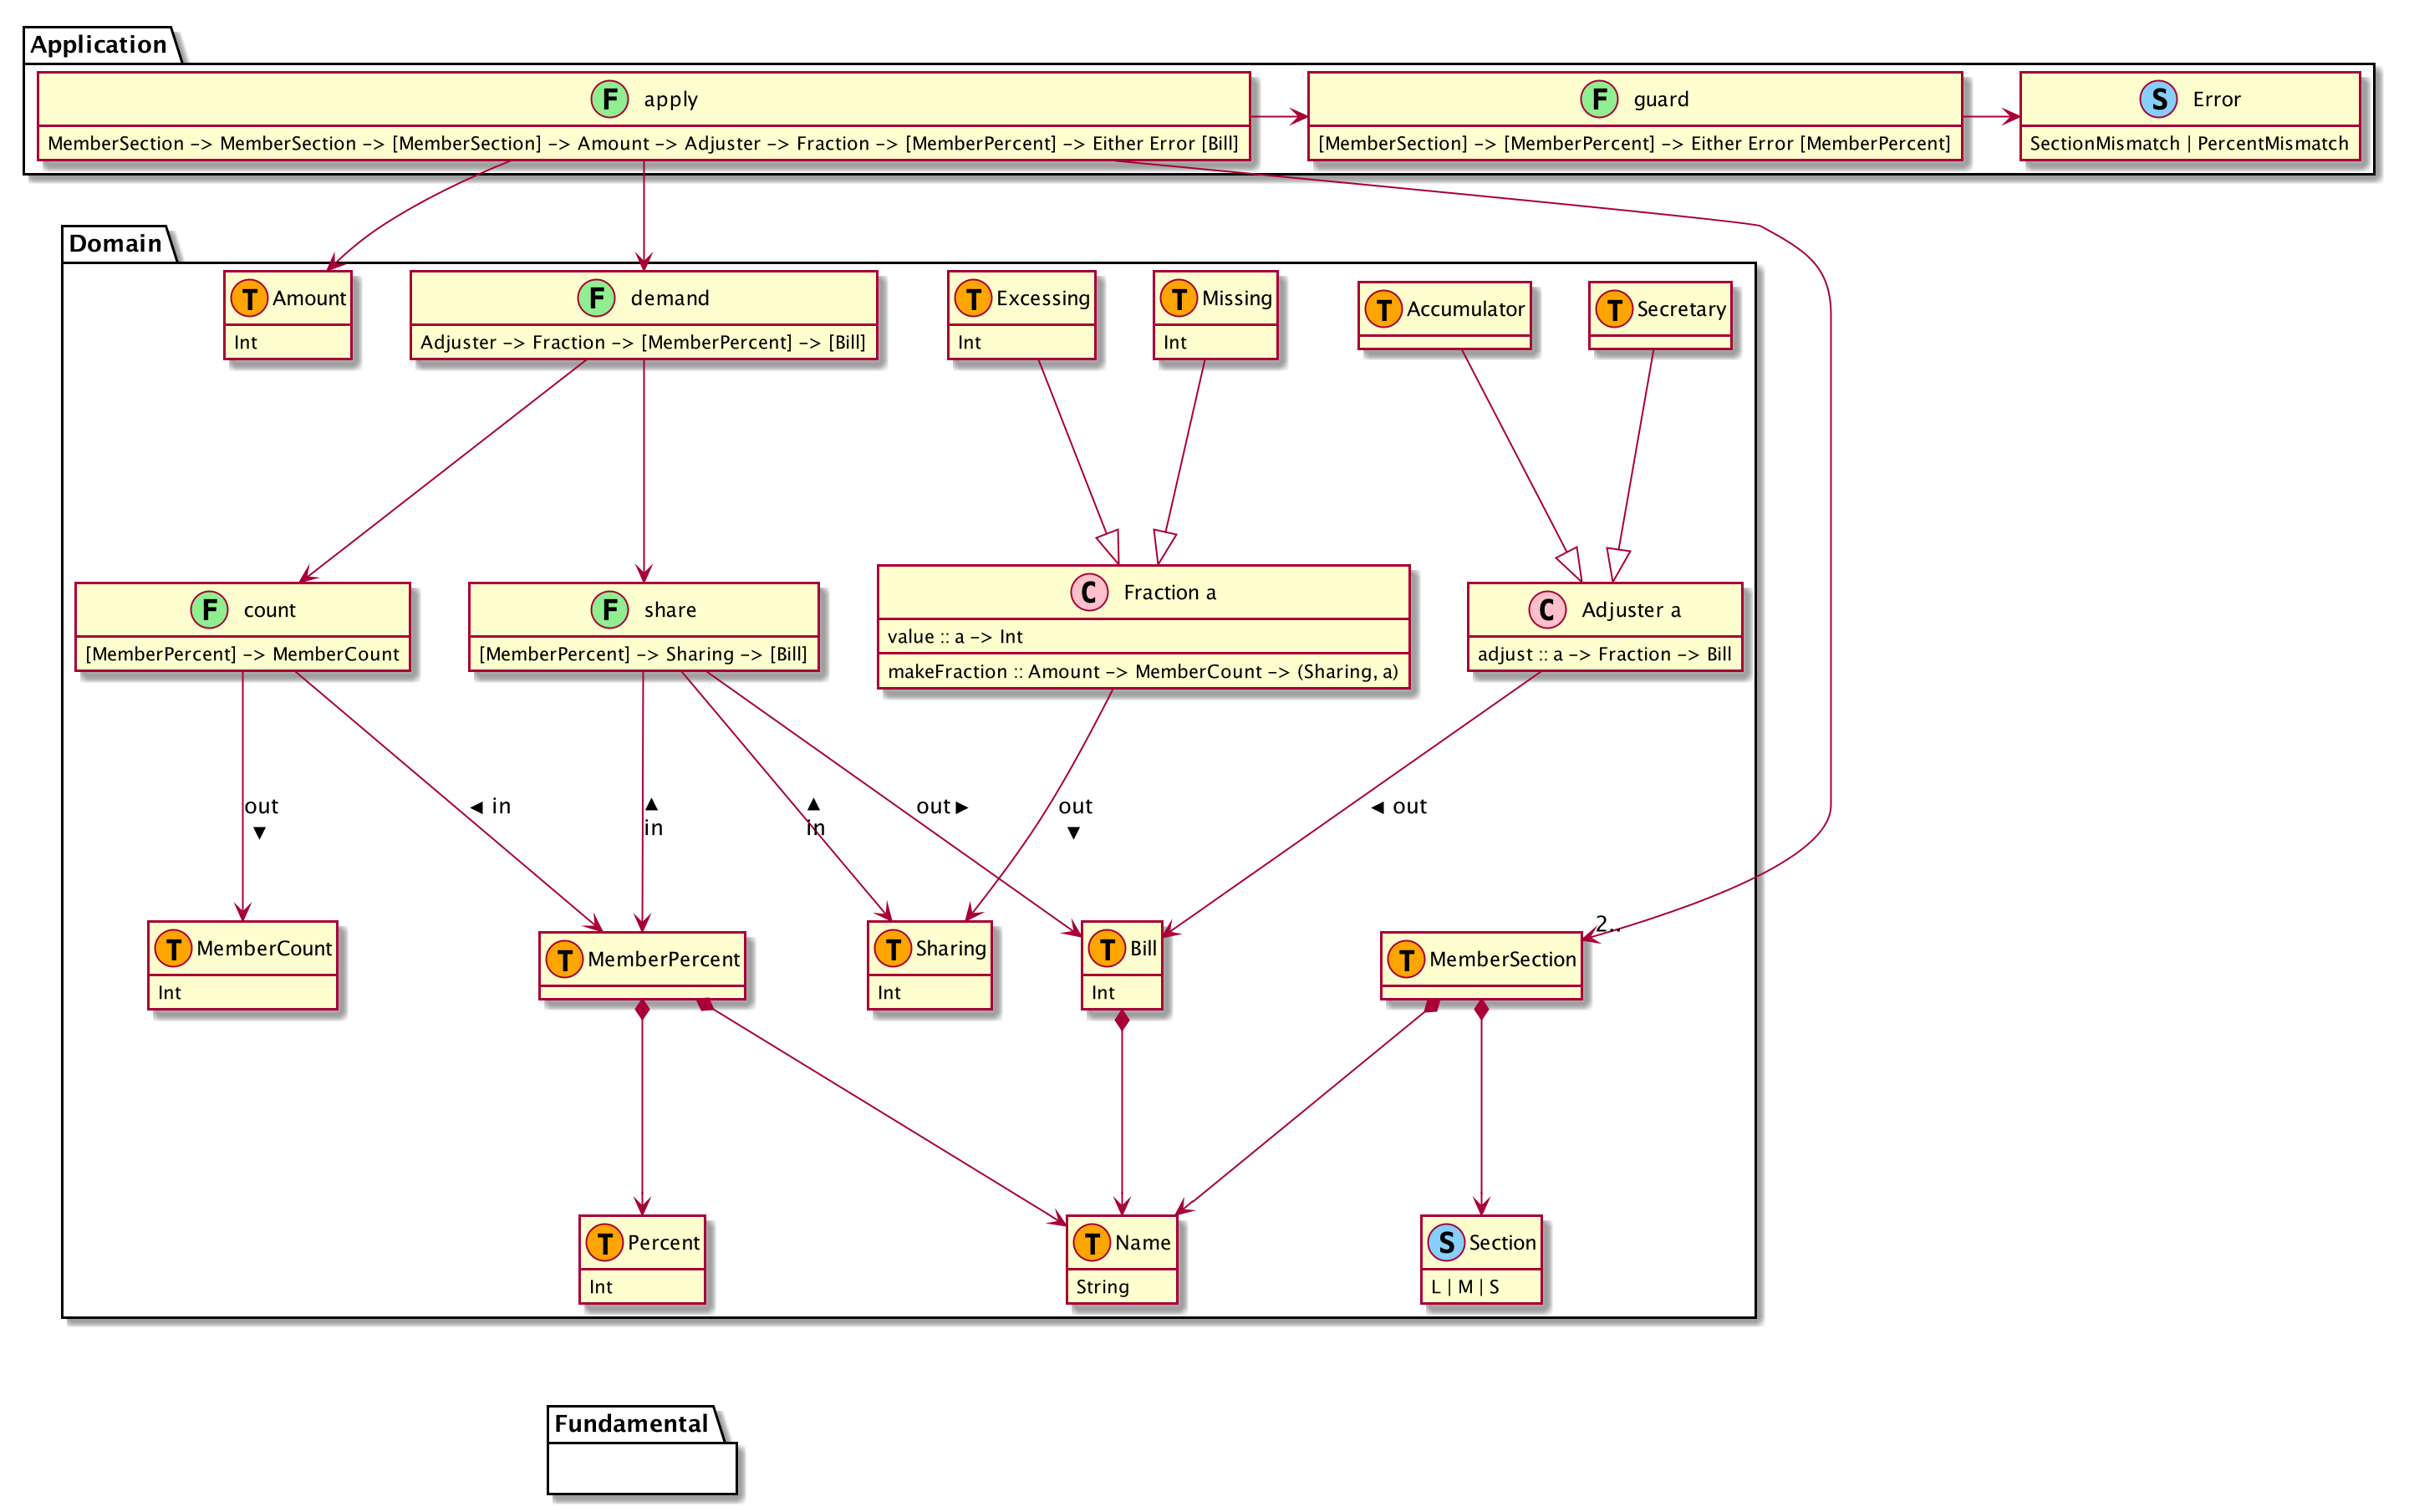 Application
F apply
MemberSection -> MemberSection -> [MemberSection] -> Amount -> Adjuster -> Fraction -> [MemberPercent] -> Either Error [Bill]
F guard
[MemberSection] -> [MemberPercent] -> Either Error [MemberPercent]
S Error
SectionMismatch | PercentMismatch
Domain
T Amount
Int
F demand
Adjuster -> Fraction -> [MemberPercent] -> [Bill]
T Excessing
Int
T Missing
Int
T Accumulator
T Secretary
F count
[MemberPercent] -> MemberCount
F share
[MemberPercent] -> Sharing -> [Bill]
C Fraction a
value :: a -> Int
makeFraction :: Amount -> MemberCount -> (Sharing, a)
C Adjuster a
adjust :: a -> Fraction -> Bill
out
▼
◄ in
▲
in
▲
in
out ►
out
▼
◄ out
2..
T MemberCount
Int
T MemberPercent
T Sharing
Int
T Bill
Int
T MemberSection
T Percent
Int
T Name
String
S Section
L | M | S
Fundamental